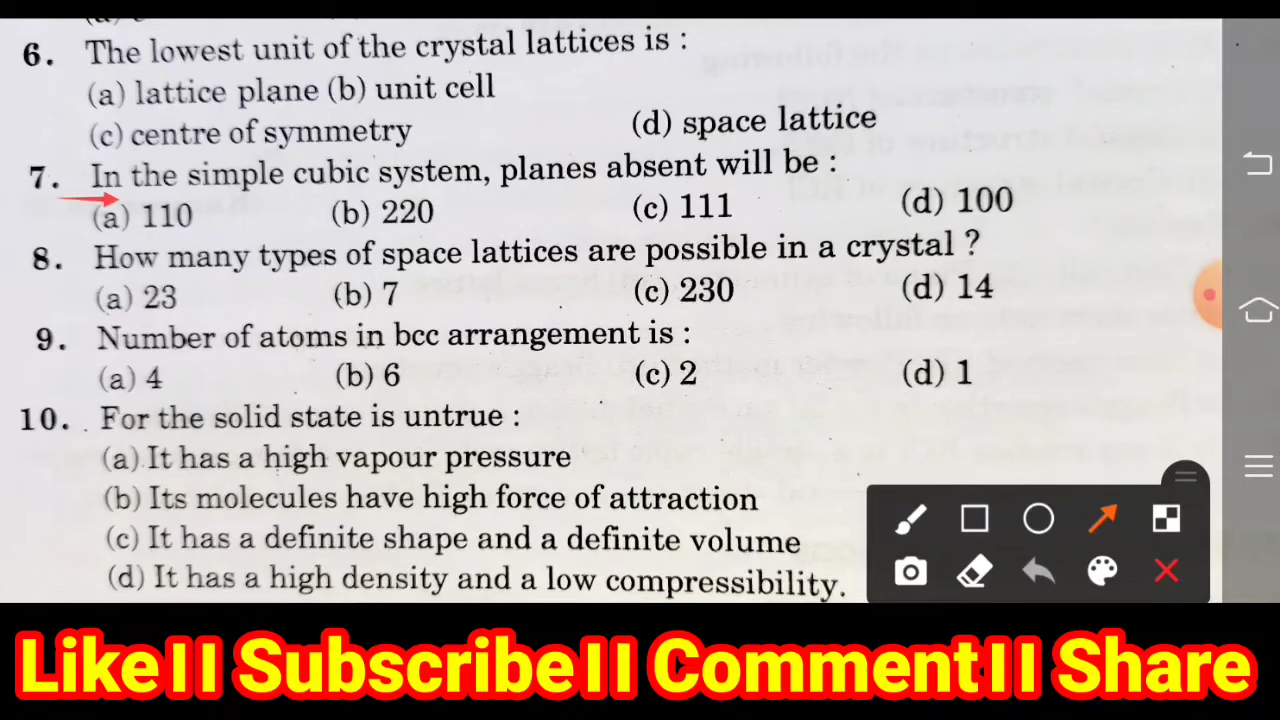 6. The lowest unit of the crystal lattices is :
(a) lattice plane (b) unit cell
(c) centre of symmetry (d) space lattice
7. In the simple cubic system, planes absent will be :
(a) 110 (b) 220 (c) 111 (d) 100
8. How many types of space lattices are possible in a crystal ?
(a) 23 (b) 7 (c) 230 (d) 14
9. Number of atoms in bcc arrangement is :
(a) 4 (b) 6 (c) 2 (d) 1
10. For the solid state is untrue :
(a) It has a high vapour pressure
(b) Its molecules have high force of attraction
(c) It has a definite shape and a definite volume
(d) It has a high density and a low compressibility.
Like|| Subscribe|| Comment|| Share